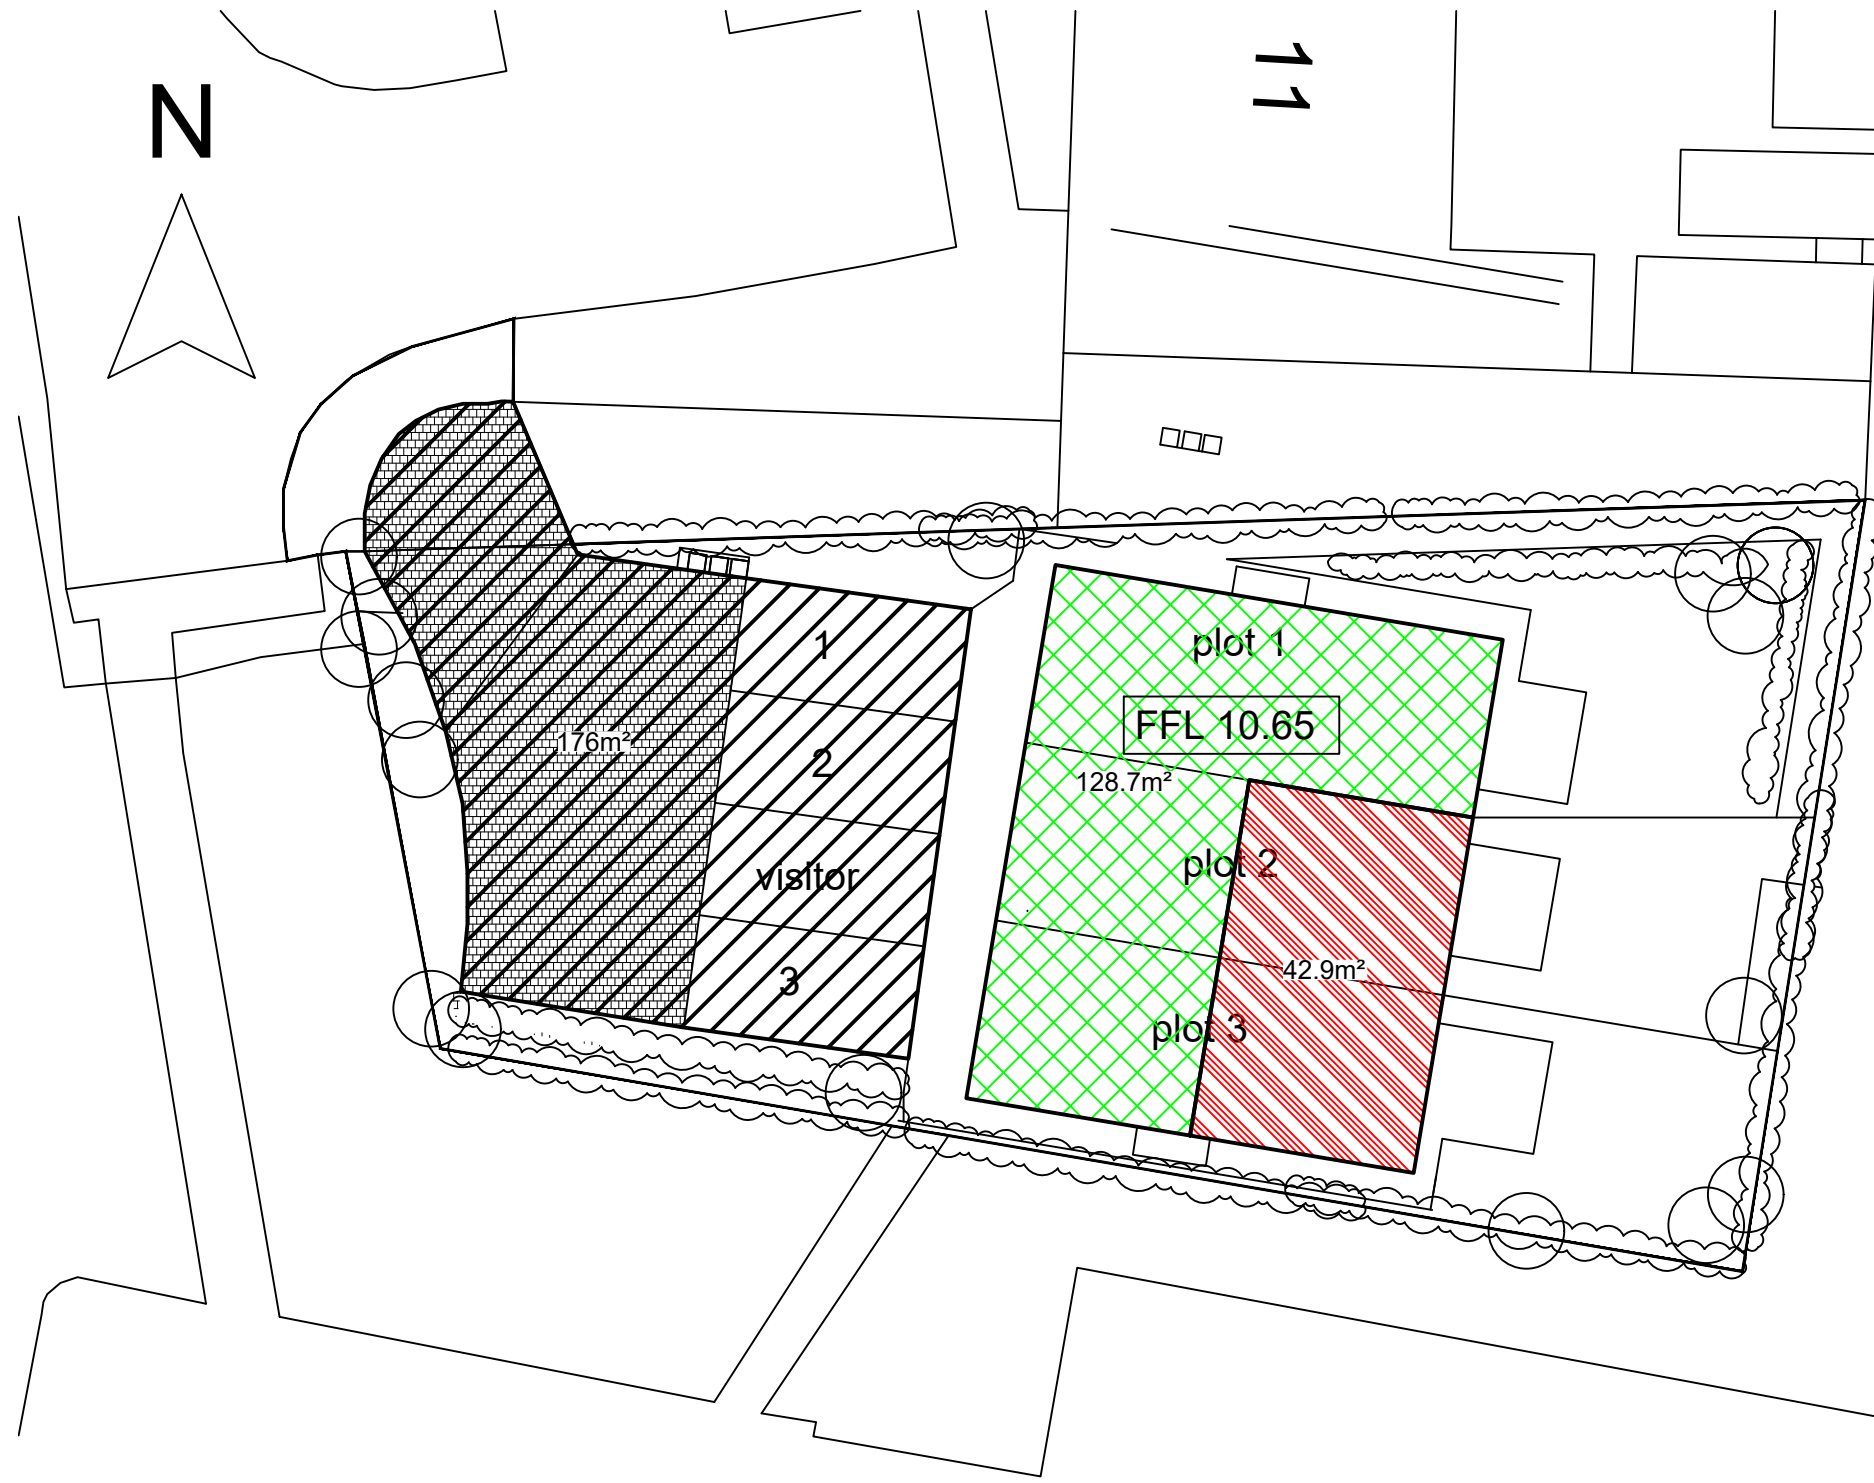 N
11
1
plot 1
FFL 10.65
176m²
2
128.7m²
plot 2
visitor
42.9m²
3
plot 3